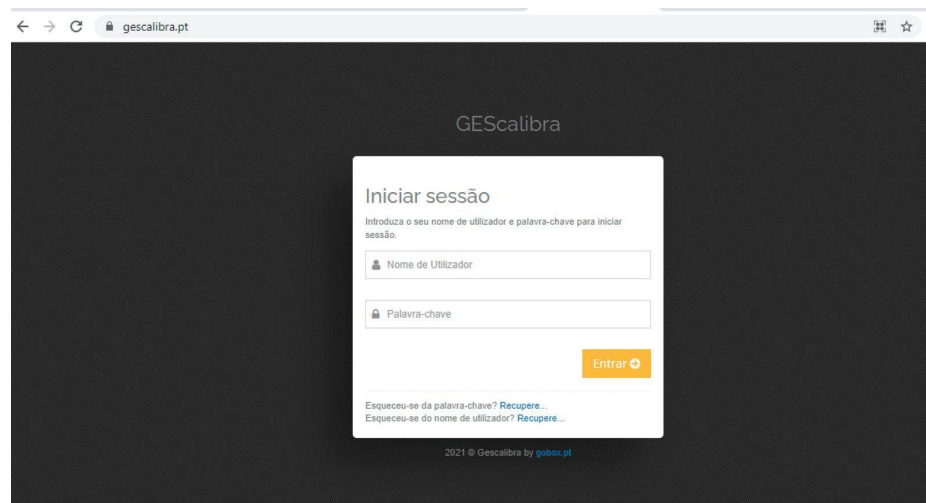 gescalibra.pt
GEScalibra
Iniciar sessão
Introduza o seu nome de utilizador e palavra-chave para iniciar
sessão.
Nome de Utilizador
Palavra-chave
Entrar
Esqueceu-se da palavra-chave? Recupere...
Esqueceu-se do nome de utilizador? Recupere...
2021 © Gescalibra by gobox.pt